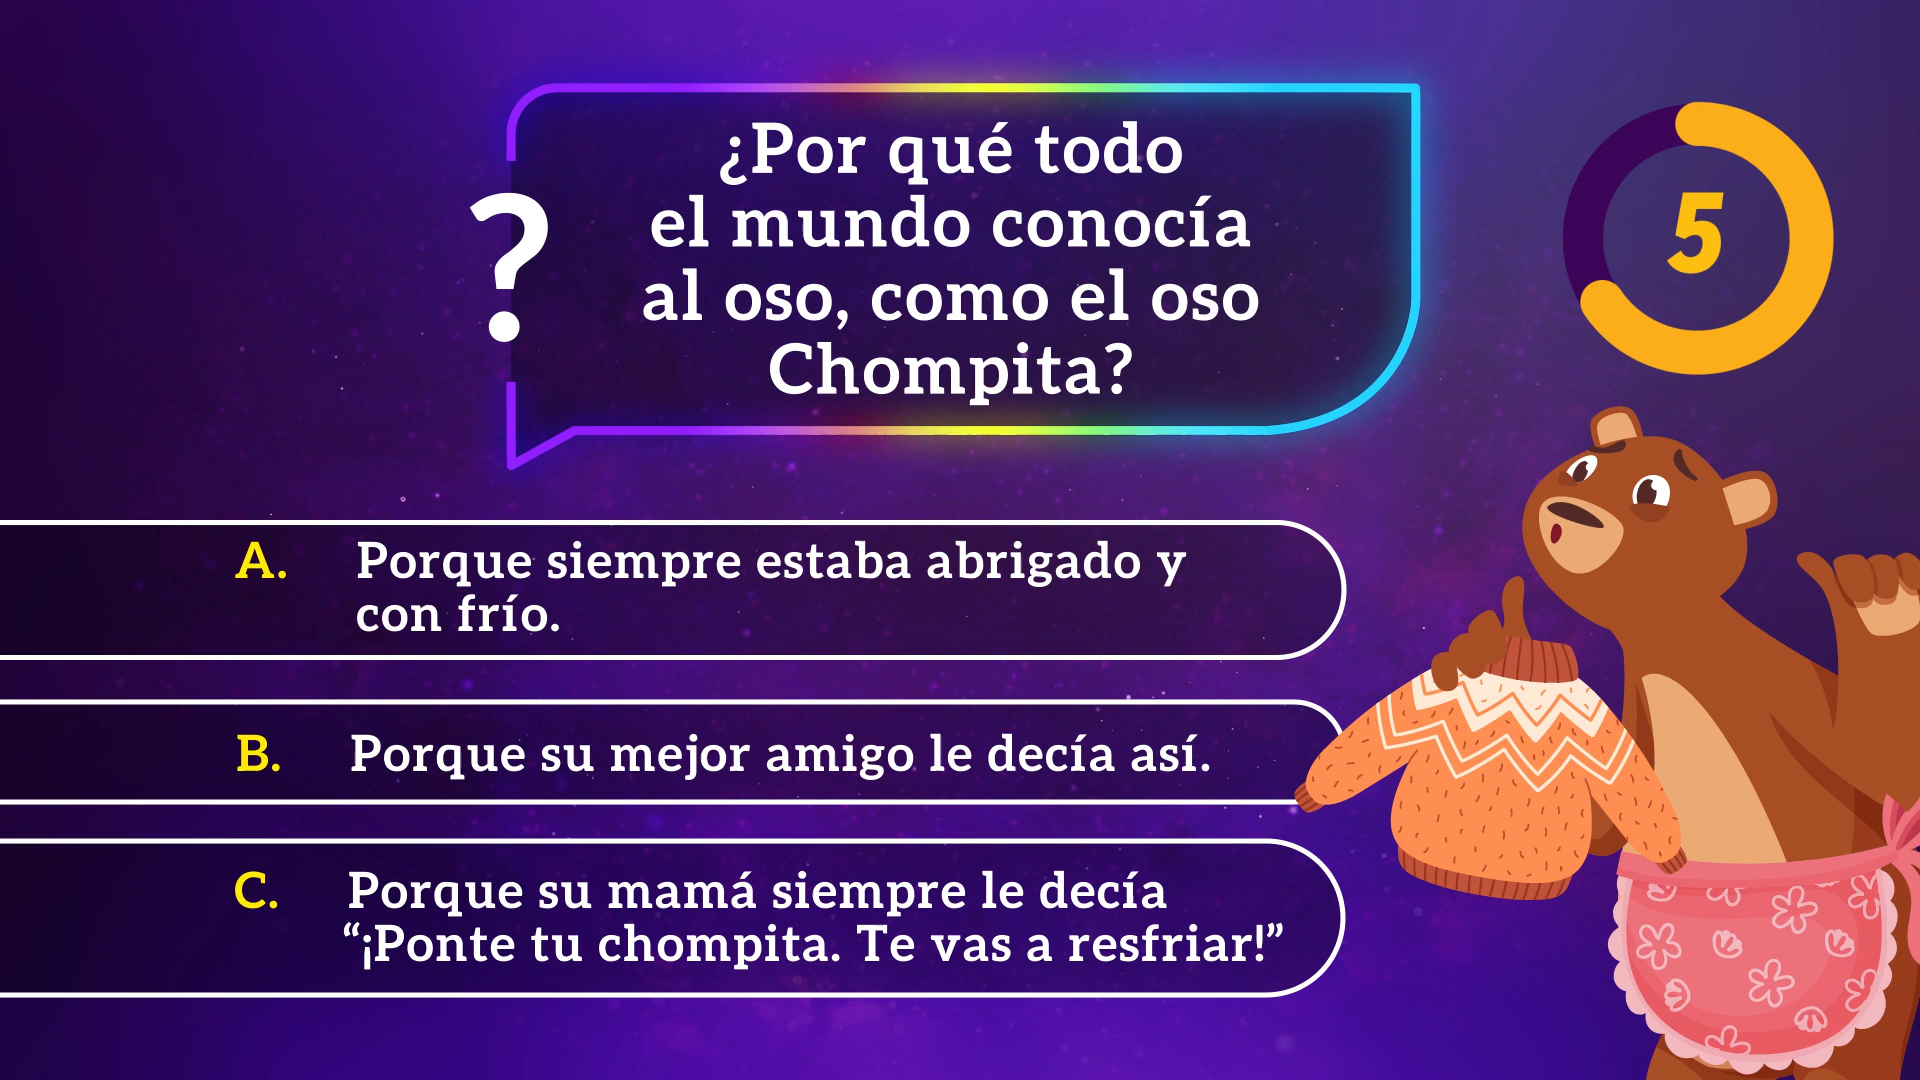 ¿Por qué todo
el mundo conocía
al oso, como el oso
Chompita?
?
5
A. Porque siempre estaba abrigado y
con frío.
B. Porque su mejor amigo le decía así.
C. Porque su mamá siempre le decía
“¡Ponte tu chompita. Te vas a resfriar!”